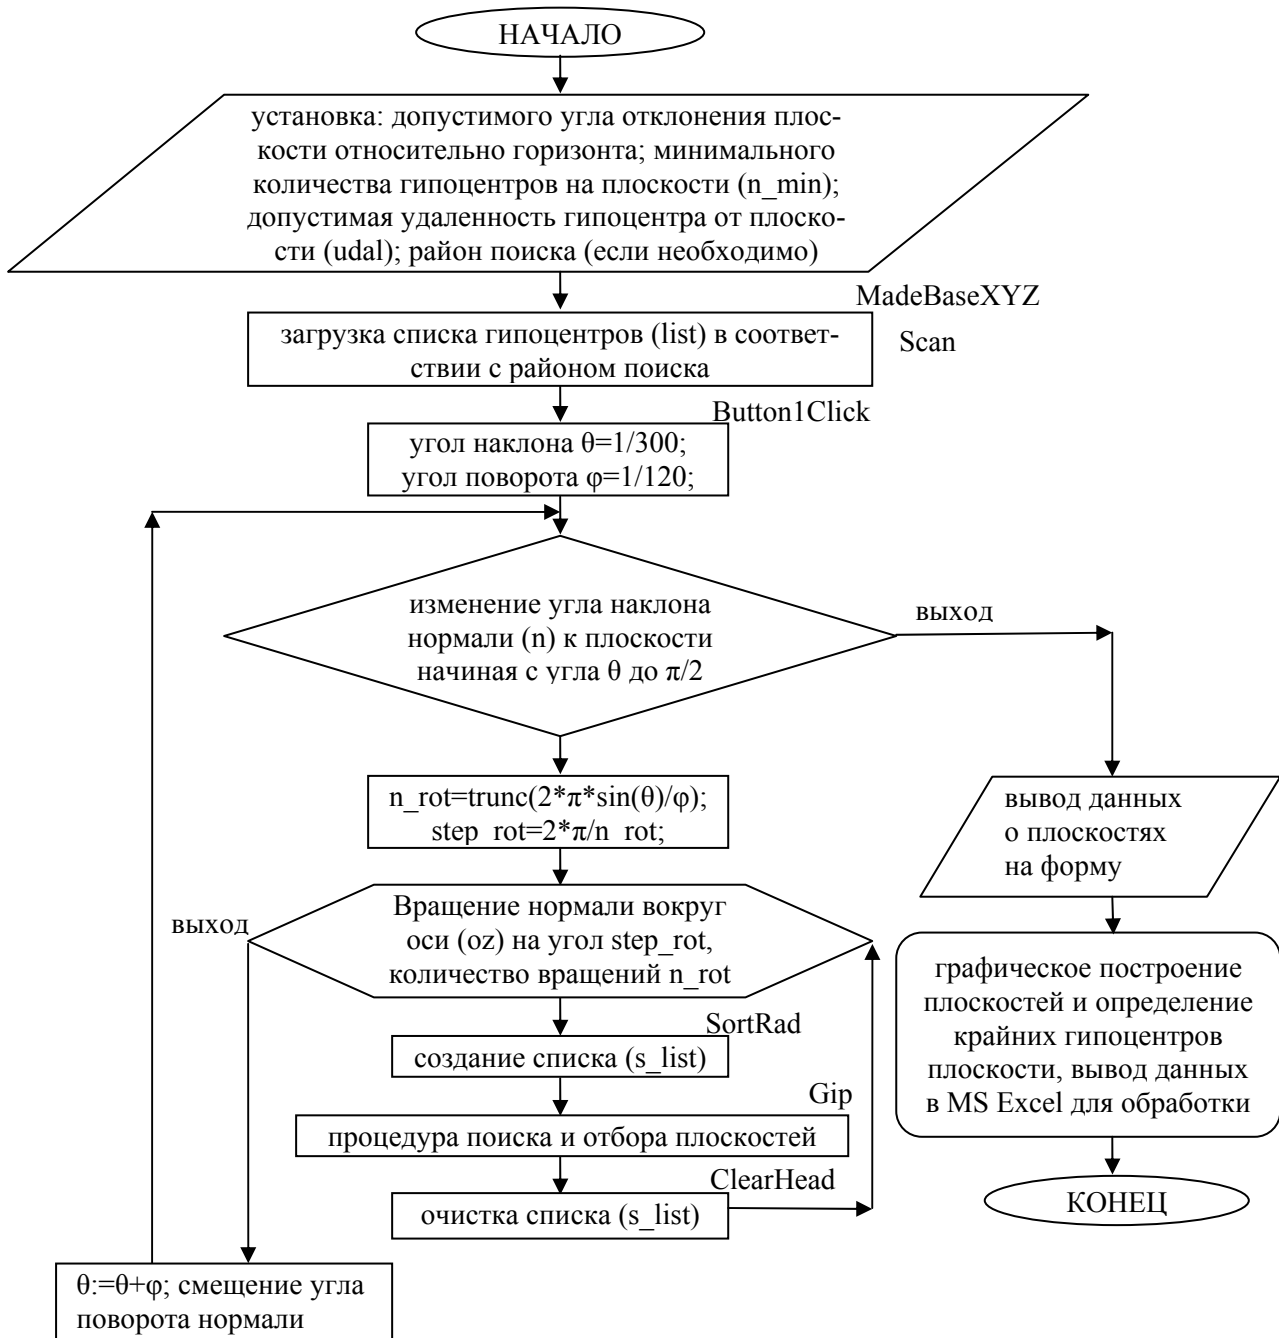 НАЧАЛО
установка: допустимого угла отклонения плос-
кости относительно горизонта; минимального
количества гипоцентров на плоскости (n_min);
допустимая удаленность гипоцентра от плоско-
сти (udal); район поиска (если необходимо)
MadeBaseXYZ
загрузка списка гипоцентров (list) в соответ-
ствии с районом поиска
Scan
Button1Click
угол наклона θ=1/300;
угол поворота φ=1/120;
изменение угла наклона
нормали (n) к плоскости
начиная с угла θ до π/2
выход
n_rot=trunc(2*π*sin(θ)/φ);
step_rot=2*π/n_rot;
вывод данных
о плоскостях
на форму
выход
Вращение нормали вокруг
оси (oz) на угол step_rot,
количество вращений n_rot
графическое построение
плоскостей и определение
крайних гипоцентров
плоскости, вывод данных
в MS Excel для обработки
SortRad
создание списка (s_list)
Gip
процедура поиска и отбора плоскостей
ClearHead
очистка списка (s_list)
КОНЕЦ
θ:=θ+φ; смещение угла
поворота нормали